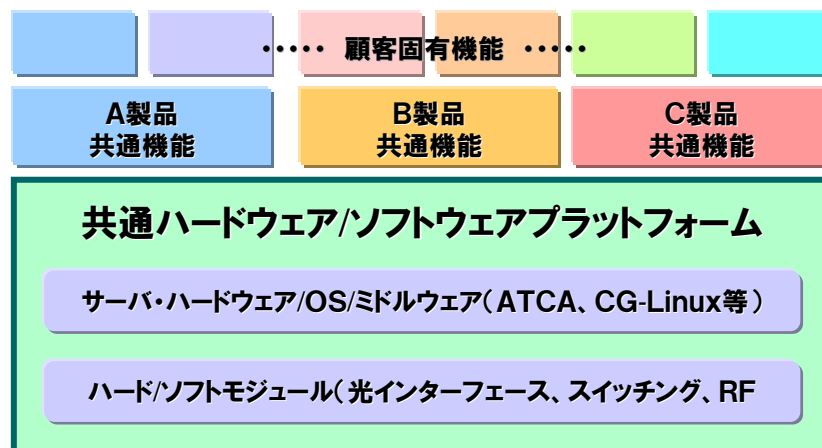 ‥‥・ 顧客固有機能 ‥‥・
A製品
共通機能
B製品
共通機能
C製品
共通機能
共通ハードウェア/ソフトウェアプラットフォーム
サーバ・ハードウェア/OS/ミドルウェア(ATCA、CG-Linux等)
ハード/ソフトモジュール(光インターフェース、スイッチング、RF